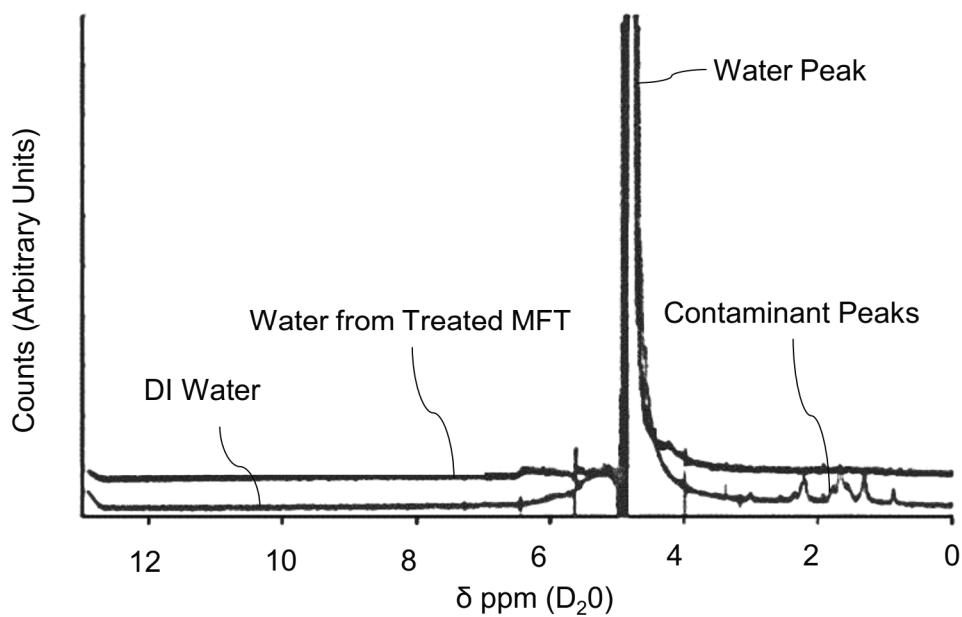 Water Peak
Contaminant Peaks
Water from Treated MFT
DI Water
Counts (Arbitrary Units)
12 10 8 6 4 2 0
δ ppm (D₂0)